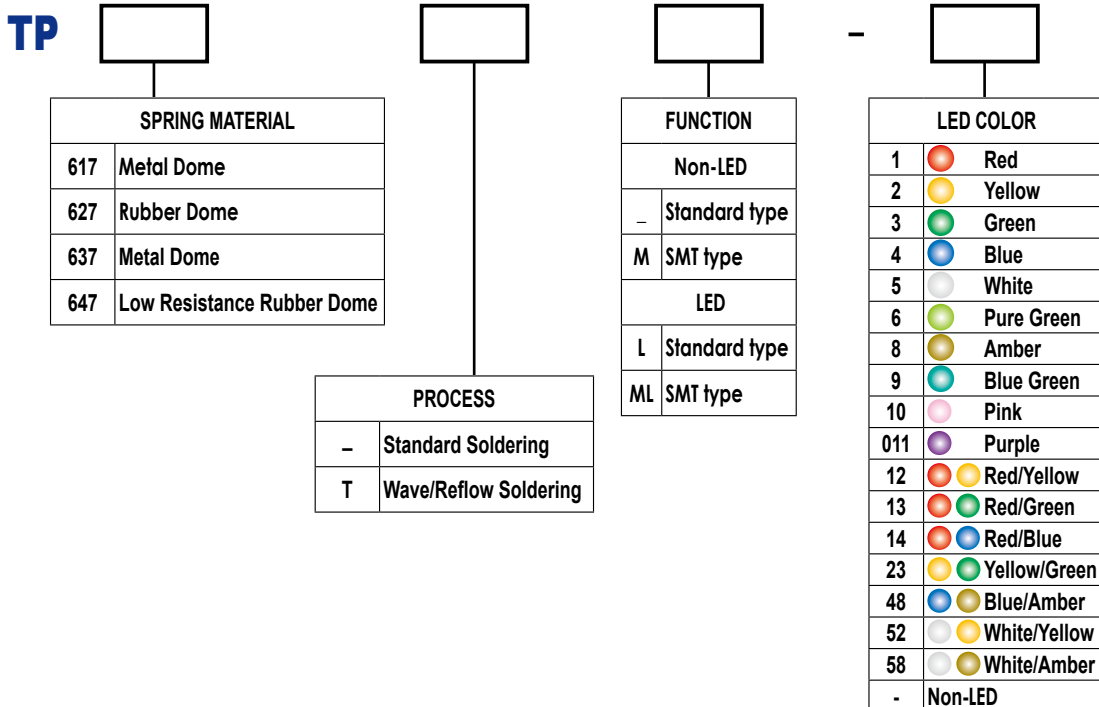 TP –
SPRING MATERIAL
617 Metal Dome
627 Rubber Dome
637 Metal Dome
647 Low Resistance Rubber Dome
PROCESS
– Standard Soldering
T Wave/Reflow Soldering
FUNCTION
Non-LED
_ Standard type
M SMT type
LED
L Standard type
ML SMT type
LED COLOR
1 Red
2 Yellow
3 Green
4 Blue
5 White
6 Pure Green
8 Amber
9 Blue Green
10 Pink
011 Purple
12 Red/Yellow
13 Red/Green
14 Red/Blue
23 Yellow/Green
48 Blue/Amber
52 White/Yellow
58 White/Amber
- Non-LED